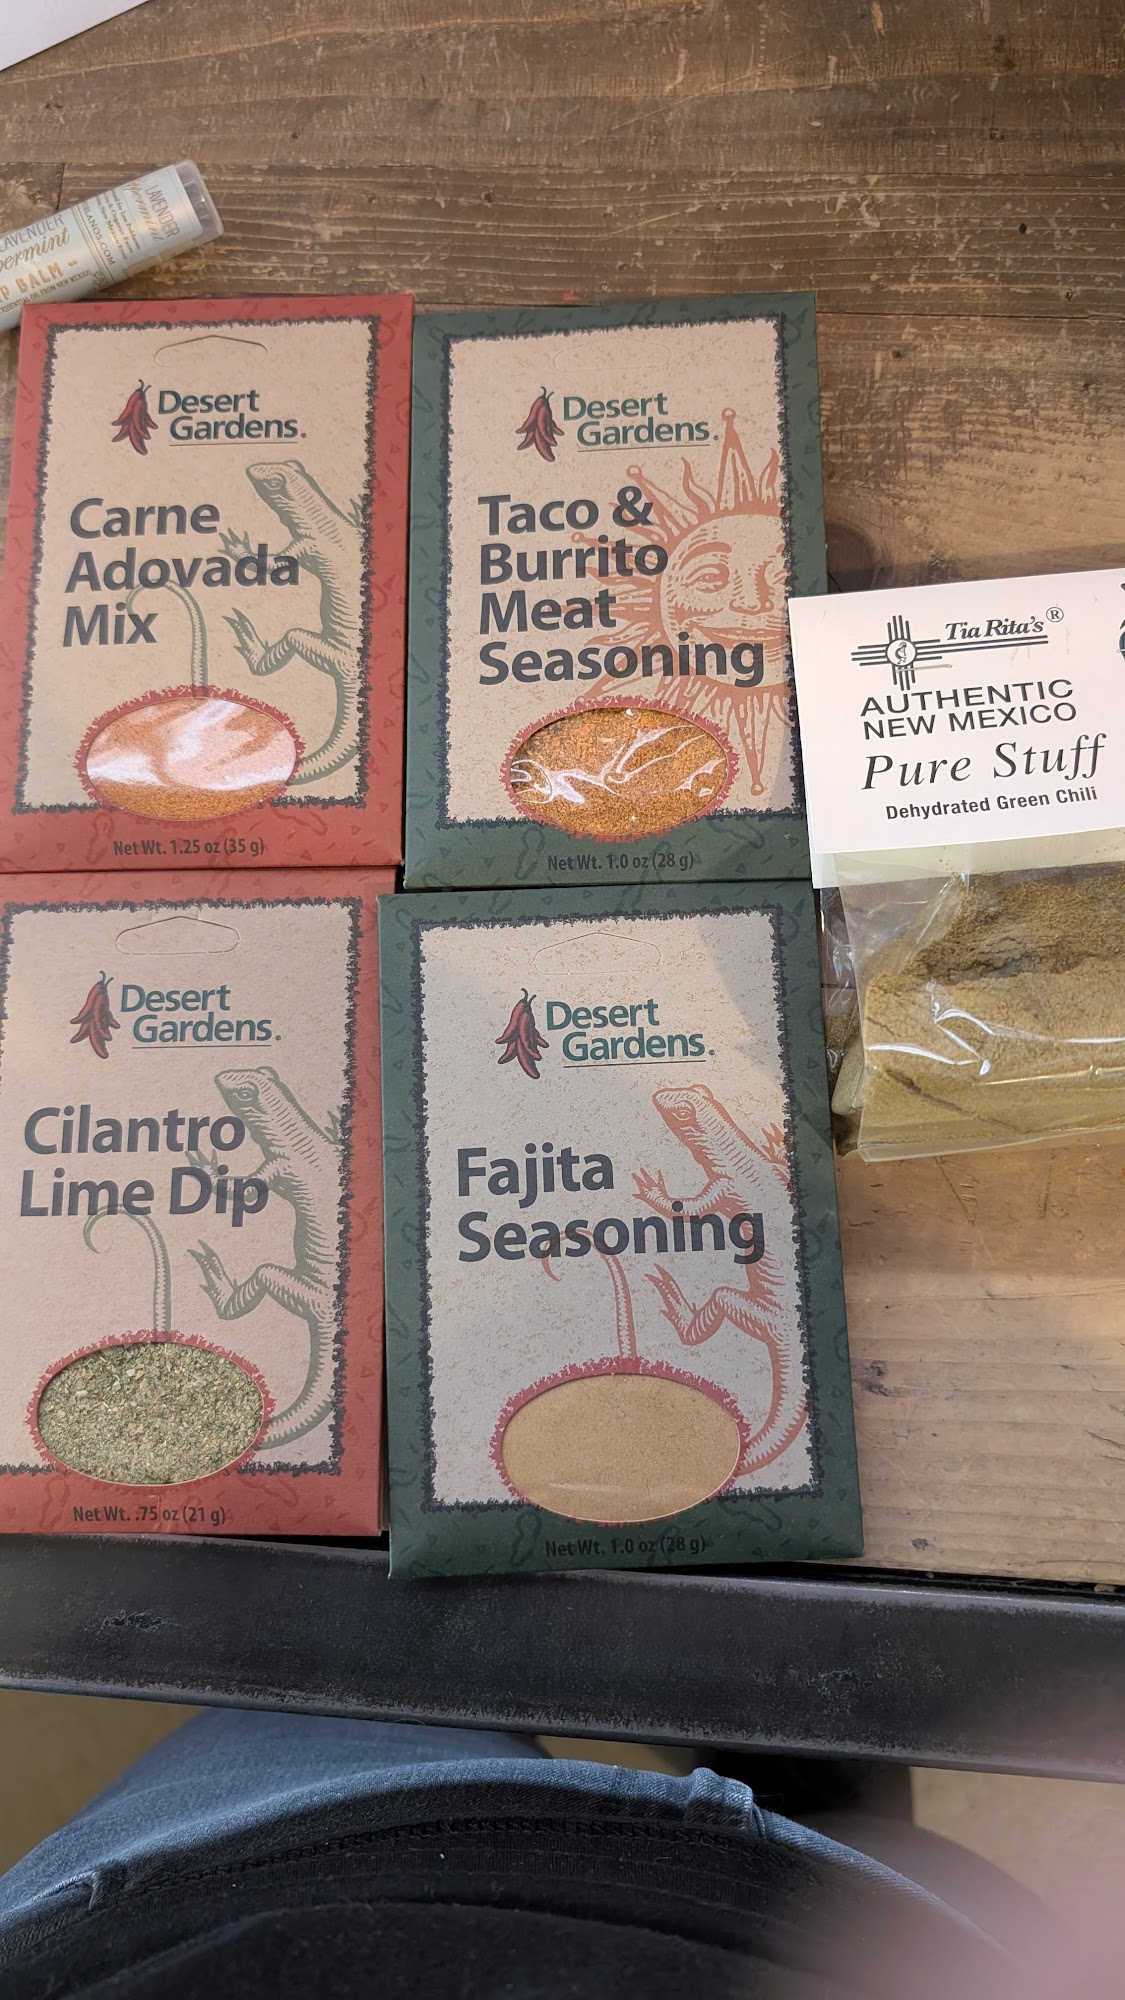 LAVENDER
LAVENDER
BALM
Desert
Gardens.
Carne
Adovada
Mix
Net Wt. 1.25 oz (35 g)
Desert
Gardens.
Taco &
Burrito
Meat
Seasoning
Net Wt. 1.0 oz (28 g)
Tia Rita's®
AUTHENTIC
NEW MEXICO
Pure Stuff
Dehydrated Green Chili
Desert
Gardens.
Cilantro
Lime Dip
Net Wt. .75 oz (21 g)
Desert
Gardens.
Fajita
Seasoning
Net Wt. 1.0 oz (28 g)